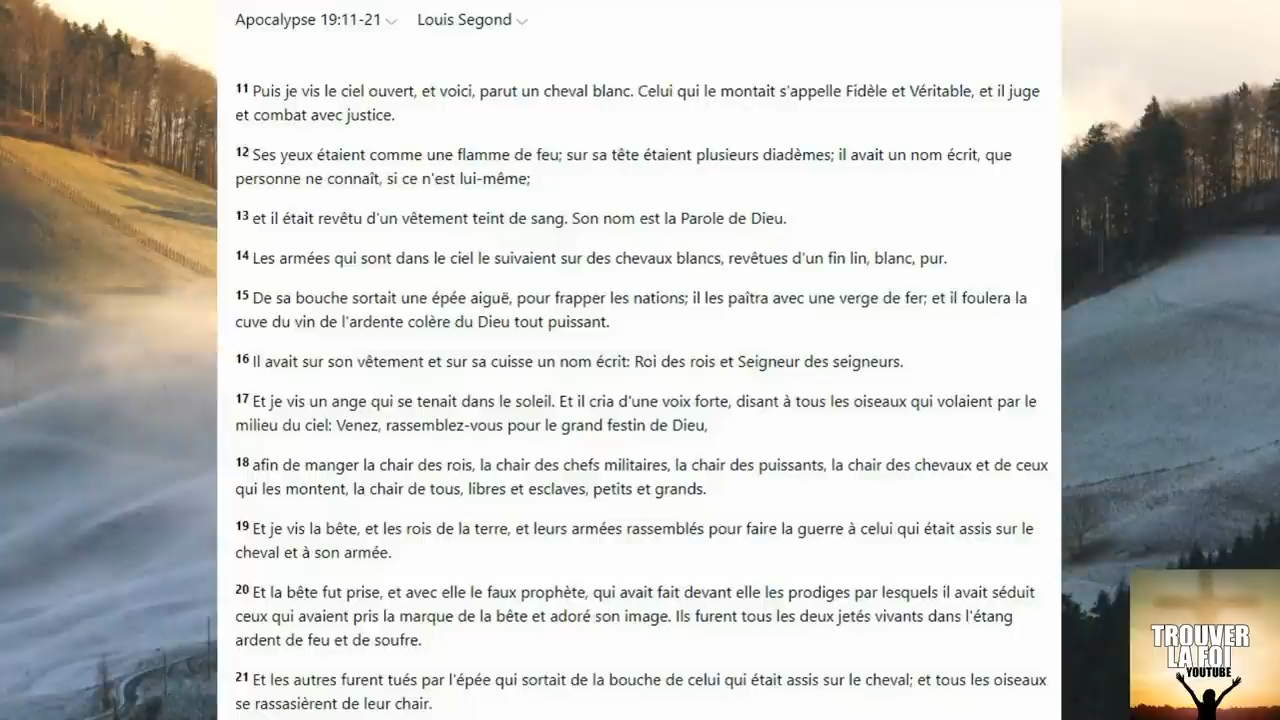 Apocalypse 19:11-21 Louis Segond
11 Puis je vis le ciel ouvert, et voici, parut un cheval blanc. Celui qui le montait s'appelle Fidèle et Véritable, et il juge
et combat avec justice.
12 Ses yeux étaient comme une flamme de feu; sur sa tête étaient plusieurs diadèmes; il avait un nom écrit, que
personne ne connaît, si ce n'est lui-même;
13 et il était revêtu d'un vêtement teint de sang. Son nom est la Parole de Dieu.
14 Les armées qui sont dans le ciel le suivaient sur des chevaux blancs, revêtues d'un fin lin, blanc, pur.
15 De sa bouche sortait une épée aiguë, pour frapper les nations; il les paîtra avec une verge de fer; et il foulera la
cuve du vin de l'ardente colère du Dieu tout puissant.
16 Il avait sur son vêtement et sur sa cuisse un nom écrit: Roi des rois et Seigneur des seigneurs.
17 Et je vis un ange qui se tenait dans le soleil. Et il cria d'une voix forte, disant à tous les oiseaux qui volaient par le
milieu du ciel: Venez, rassemblez-vous pour le grand festin de Dieu,
18 afin de manger la chair des rois, la chair des chefs militaires, la chair des puissants, la chair des chevaux et de ceux
qui les montent, la chair de tous, libres et esclaves, petits et grands.
19 Et je vis la bête, et les rois de la terre, et leurs armées rassemblés pour faire la guerre à celui qui était assis sur le
cheval et à son armée.
20 Et la bête fut prise, et avec elle le faux prophète, qui avait fait devant elle les prodiges par lesquels il avait séduit
ceux qui avaient pris la marque de la bête et adoré son image. Ils furent tous les deux jetés vivants dans l'étang
ardent de feu et de soufre.
21 Et les autres furent tués par l'épée qui sortait de la bouche de celui qui était assis sur le cheval; et tous les oiseaux
se rassasièrent de leur chair.
TROUVER
LA FOI
YOUTUBE